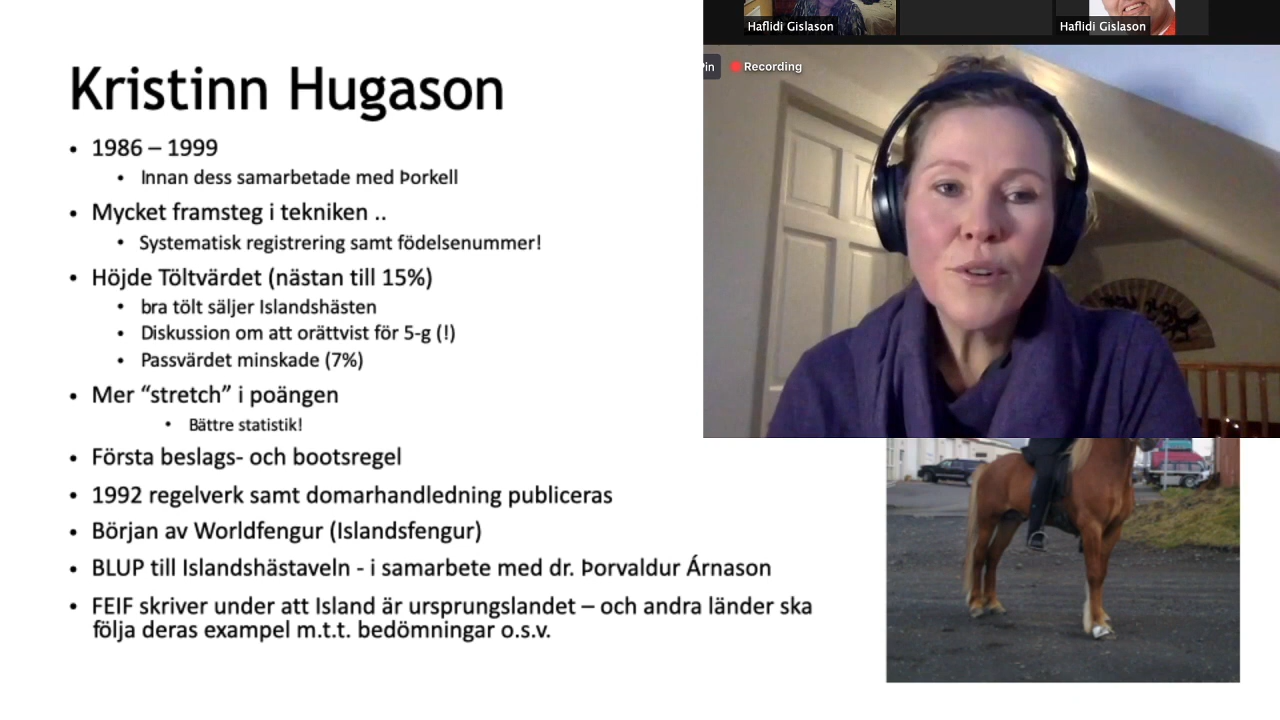 Haflidi Gislason
Haflidi Gislason
Pin
Recording
Kristinn Hugason
• 1986 – 1999
• Innan dess samarbetade med Þorkell
• Mycket framsteg i tekniken ..
• Systematisk registrering samt födelsenummer!
• Höjde Töltvärdet (nästan till 15%)
• bra tölt säljer Islandshästen
• Diskussion om att orättvist för 5-g (!)
• Passvärdet minskade (7%)
• Mer “stretch” i poängen
• Bättre statistik!
• Första beslags- och bootsregel
• 1992 regelverk samt domarhandledning publiceras
• Början av Worldfengur (Islandsfengur)
• BLUP till Islandshästaveln - i samarbete med dr. Þorvaldur Árnason
• FEIF skriver under att Island är ursprungslandet – och andra länder ska
följa deras exampel m.t.t. bedömningar o.s.v.